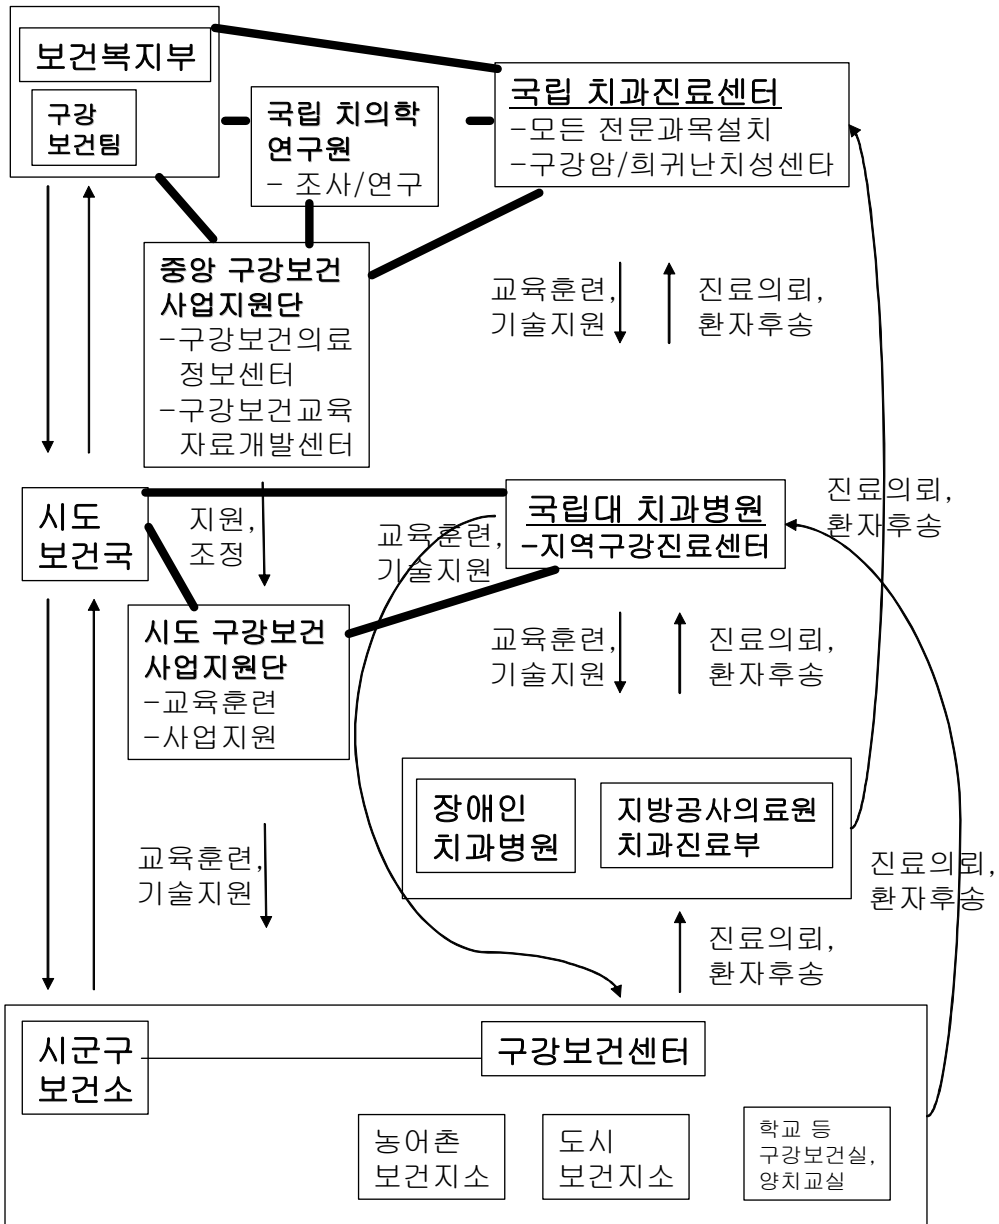 보건복지부
구강
보건팀
국립 치의학
연구원
- 조사/연구
국립 치과진료센터
-모든 전문과목설치
-구강암/희귀난치성센타
중앙 구강보건
사업지원단
-구강보건의료
정보센터
-구강보건교육
자료개발센터
교육훈련,
기술지원
진료의뢰,
환자후송
시도
보건국
지원,
조정
교육훈련,
기술지원
국립대 치과병원
-지역구강진료센터
진료의뢰,
환자후송
시도 구강보건
사업지원단
-교육훈련
-사업지원
교육훈련,
기술지원
진료의뢰,
환자후송
장애인
치과병원
지방공사의료원
치과진료부
교육훈련,
기술지원
진료의뢰,
환자후송
진료의뢰,
환자후송
시군구
보건소
구강보건센터
농어촌
보건지소
도시
보건지소
학교 등
구강보건실,
양치교실